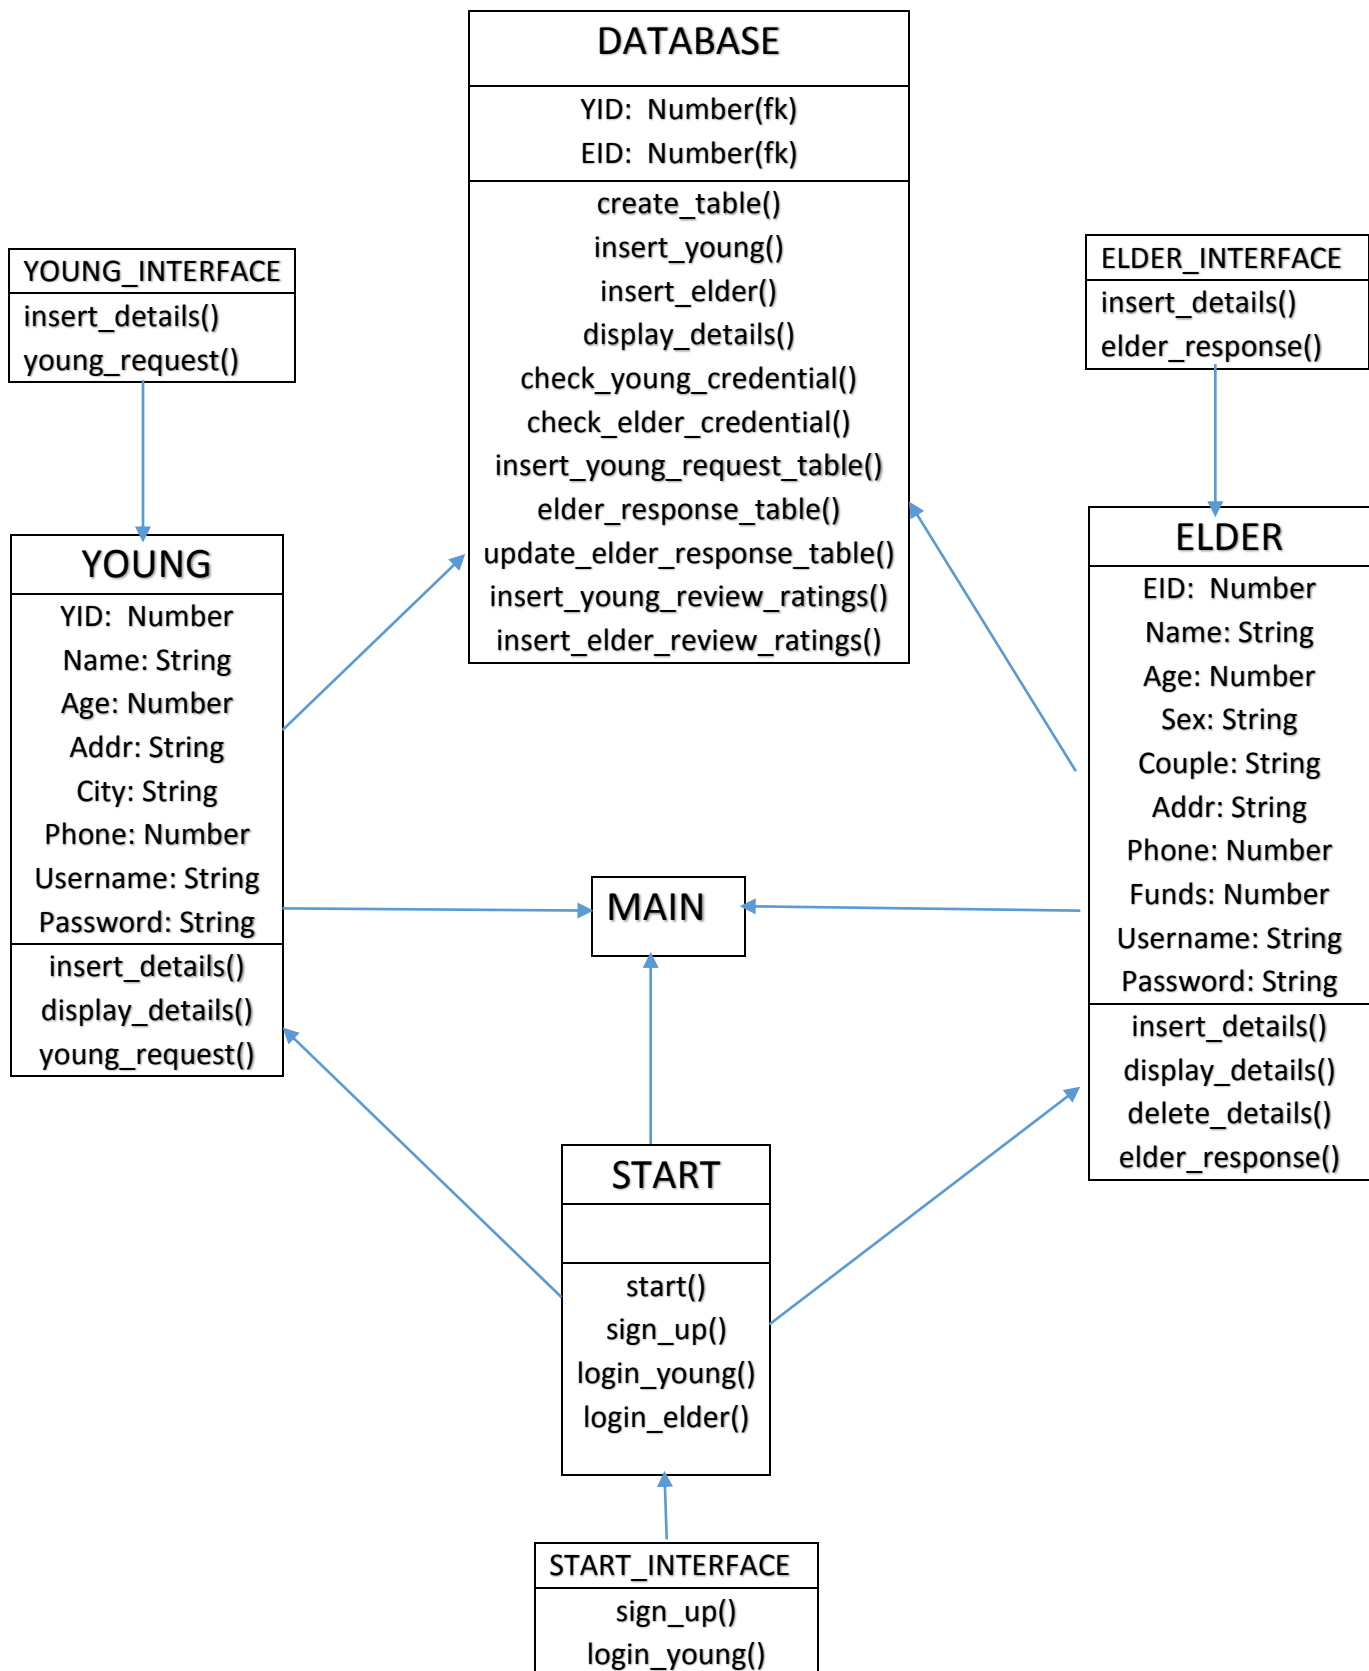 DATABASE
YID:  Number(fk)
EID:  Number(fk)
create_table()
insert_young()
insert_elder()
display_details()
check_young_credential()
check_elder_credential()
insert_young_request_table()
elder_response_table()
update_elder_response_table()
insert_young_review_ratings()
insert_elder_review_ratings()
YOUNG_INTERFACE
insert_details()
young_request()
ELDER_INTERFACE
insert_details()
elder_response()
YOUNG
YID:  Number
Name: String
Age: Number
Addr: String
City: String
Phone: Number
Username: String
Password: String
insert_details()
display_details()
young_request()
ELDER
EID:  Number
Name: String
Age: Number
Sex: String
Couple: String
Addr: String
Phone: Number
Funds: Number
Username: String
Password: String
insert_details()
display_details()
delete_details()
elder_response()
MAIN
START
start()
sign_up()
login_young()
login_elder()
START_INTERFACE
sign_up()
login_young()